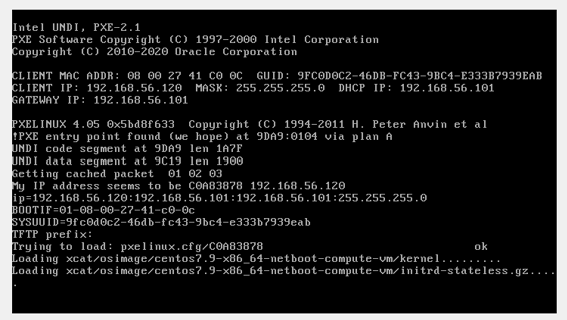 Intel UNDI, PXE-2.1
PXE Software Copyright (C) 1997-2000 Intel Corporation
Copyright (C) 2010-2020 Oracle Corporation
CLIENT MAC ADDR: 08 00 27 41 C0 0C  GUID: 9FC0D0C2-46DB-FC43-9BC4-E333B7939EAB
CLIENT IP: 192.168.56.120  MASK: 255.255.255.0  DHCP IP: 192.168.56.101
GATEWAY IP: 192.168.56.101
PXELINUX 4.05 0x5bd8f633  Copyright (C) 1994-2011 H. Peter Anvin et al
!PXE entry point found (we hope) at 9DA9:0104 via plan A
UNDI code segment at 9DA9 len 1A7F
UNDI data segment at 9C19 len 1900
Getting cached packet  01 02 03
My IP address seems to be C0A83878 192.168.56.120
ip=192.168.56.120:192.168.56.101:192.168.56.101:255.255.255.0
BOOTIF=01-08-00-27-41-c0-0c
SYSUUID=9fc0d0c2-46db-fc43-9bc4-e333b7939eab
TFTP prefix:
Trying to load: pxelinux.cfg/C0A83878                            ok
Loading xcat/osimage/centos7.9-x86_64-netboot-compute-vm/kernel.........
Loading xcat/osimage/centos7.9-x86_64-netboot-compute-vm/initrd-stateless.gz....
.